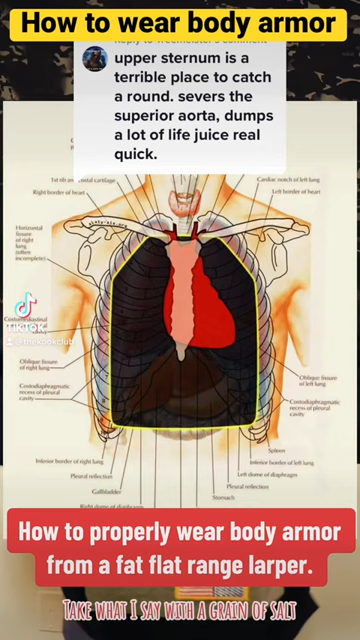 How to wear body armor
upper sternum is a
terrible place to catch
a round. severs the
superior aorta, dumps
a lot of life juice real
quick.
Cardiac notch of left lung
Right border of heart
Left border of heart
Horizontal
fissure
of right
lung
(often
incomplete)
TikTok
Oblique fissure
of right lung
Oblique fissure
of left lung
Costodiaphragmatic
recess of pleural
cavity
Costodiaphragmatic
recess of pleural
cavity
Spleen
Inferior border of right lung
Inferior border of left lung
Pleural reflection
Left dome of diaphragm
Pleural reflection
Gallbladder
Stomach
How to properly wear body armor
from a fat flat range larper.
TAKE WHAT I SAY WITH A GRAIN OF SALT